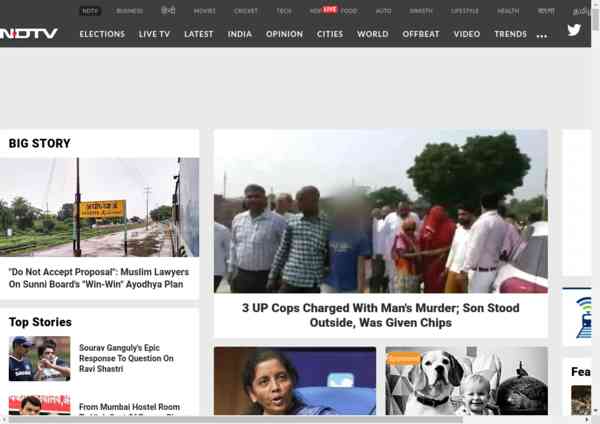 NDTV BUSINESS हिन्दी MOVIES CRICKET TECH LIVE FOOD AUTO SWASTH LIFESTYLE HEALTH বাংলা
NDTV ELECTIONS LIVE TV LATEST INDIA OPINION CITIES WORLD OFFBEAT VIDEO TRENDS ...
BIG STORY
"Do Not Accept Proposal": Muslim Lawyers
On Sunni Board's "Win-Win" Ayodhya Plan
3 UP Cops Charged With Man's Murder; Son Stood
Outside, Was Given Chips
Top Stories
Sourav Ganguly's Epic
Response To Question On
Ravi Shastri
From Mumbai Hostel Room
Sponsored
Fea